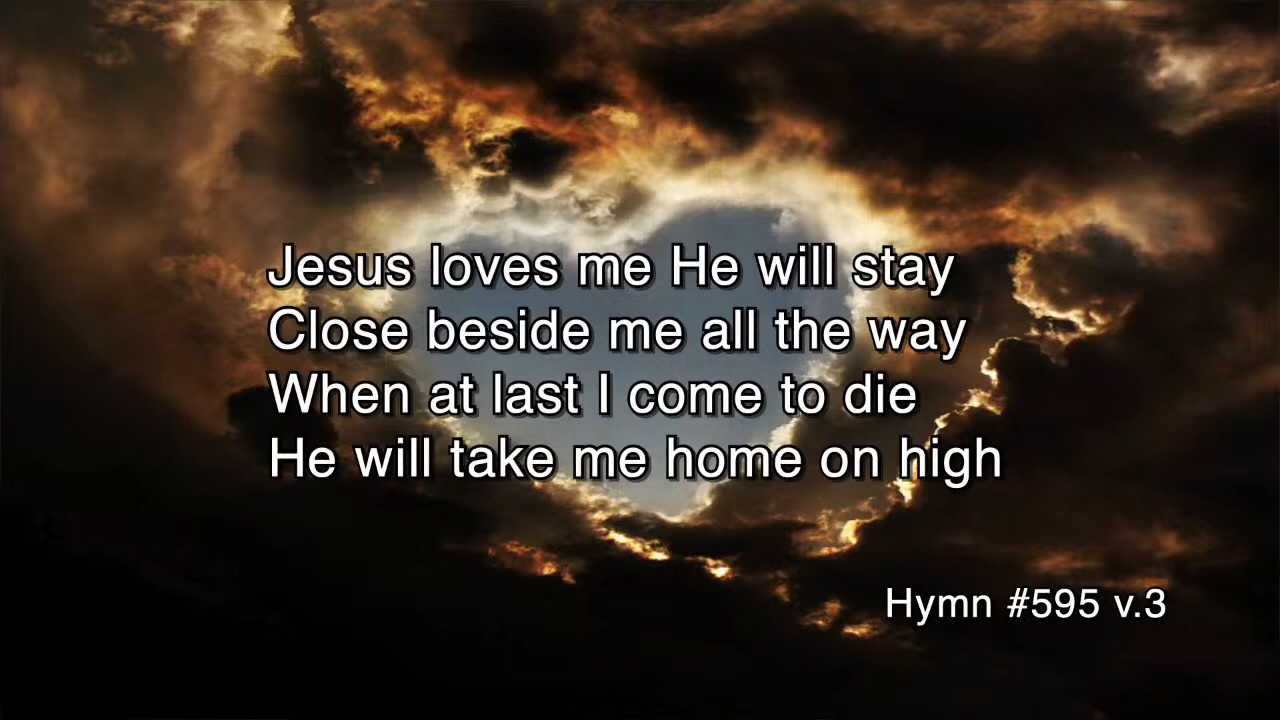 Jesus loves me He will stay
Close beside me all the way
When at last I come to die
He will take me home on high
Hymn #595 v.3